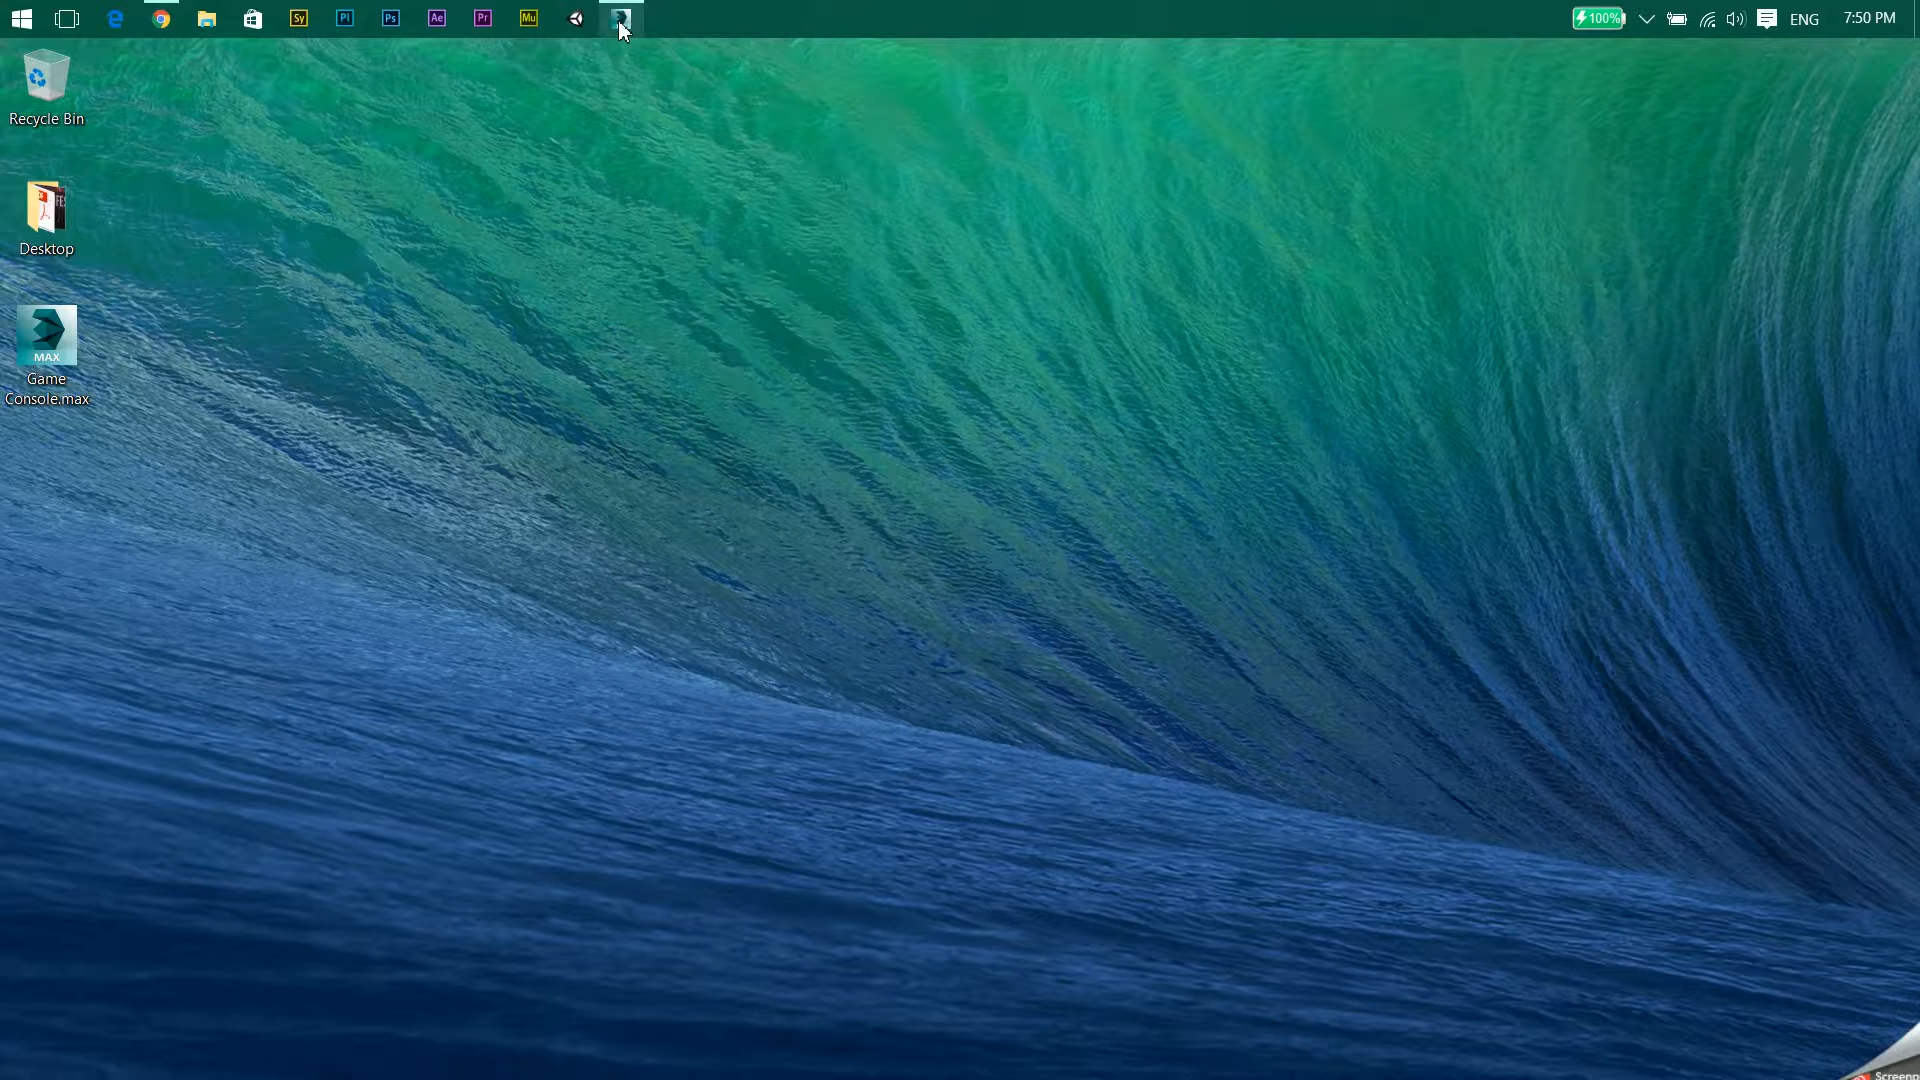 Sy Pl Ps Ae Pr Mu 100% ENG 7:50 PM
Recycle Bin
Desktop
MAX
Game
Console.max